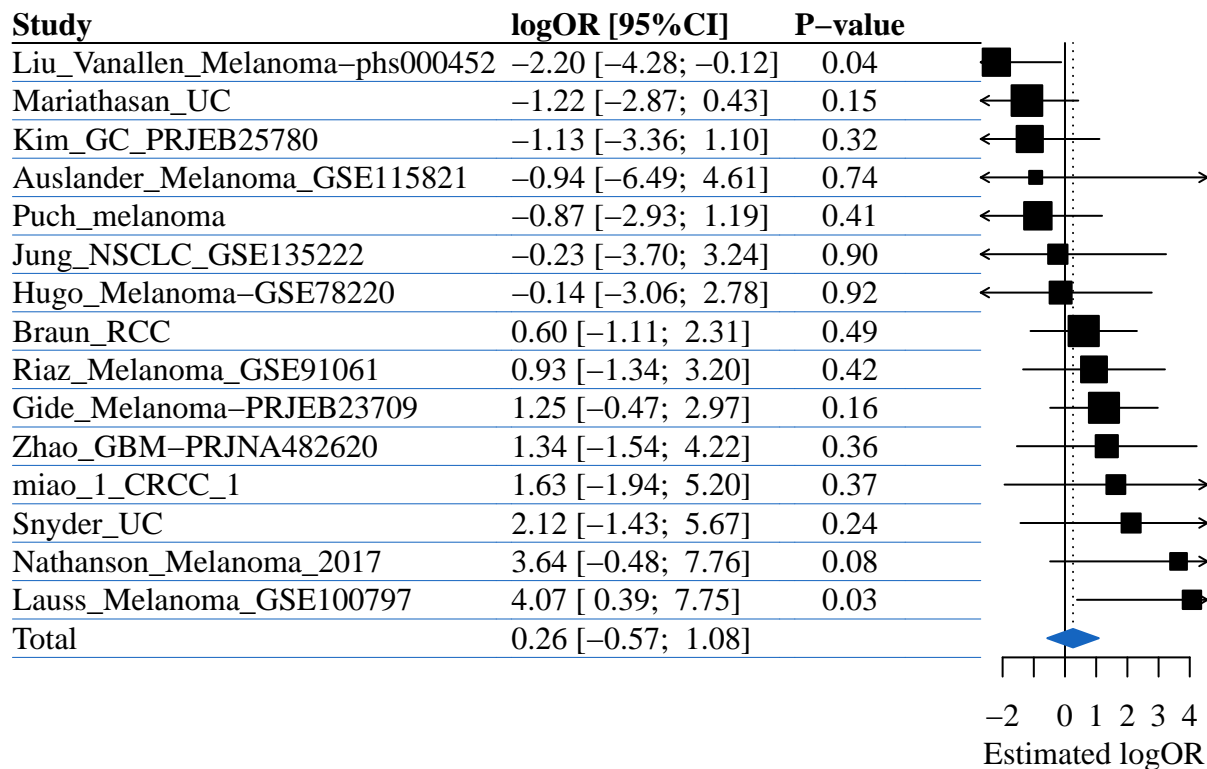 Study logOR [95%CI] P−value
Liu_Vanallen_Melanoma−phs000452 −2.20 [−4.28; −0.12] 0.04
Mariathasan_UC −1.22 [−2.87; 0.43] 0.15
Kim_GC_PRJEB25780 −1.13 [−3.36; 1.10] 0.32
Auslander_Melanoma_GSE115821 −0.94 [−6.49; 4.61] 0.74
Puch_melanoma −0.87 [−2.93; 1.19] 0.41
Jung_NSCLC_GSE135222 −0.23 [−3.70; 3.24] 0.90
Hugo_Melanoma−GSE78220 −0.14 [−3.06; 2.78] 0.92
Braun_RCC 0.60 [−1.11; 2.31] 0.49
Riaz_Melanoma_GSE91061 0.93 [−1.34; 3.20] 0.42
Gide_Melanoma−PRJEB23709 1.25 [−0.47; 2.97] 0.16
Zhao_GBM−PRJNA482620 1.34 [−1.54; 4.22] 0.36
miao_1_CRCC_1 1.63 [−1.94; 5.20] 0.37
Snyder_UC 2.12 [−1.43; 5.67] 0.24
Nathanson_Melanoma_2017 3.64 [−0.48; 7.76] 0.08
Lauss_Melanoma_GSE100797 4.07 [ 0.39; 7.75] 0.03
Total 0.26 [−0.57; 1.08]
−2 0 1 2 3 4
Estimated logOR